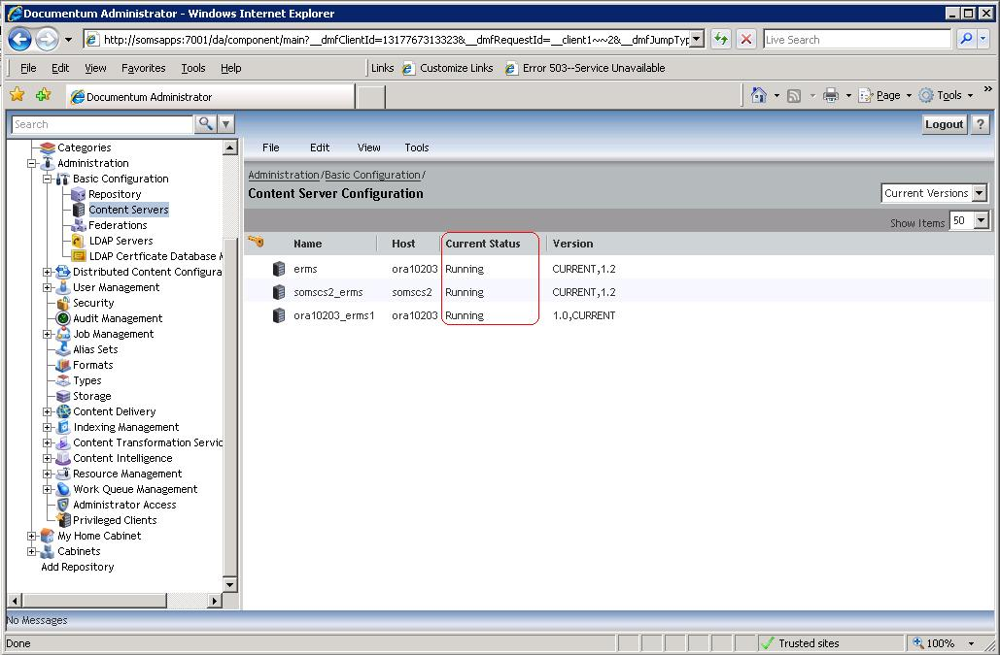 Documentum Administrator - Windows Internet Explorer
http://somsapps:7001/da/component/main?__dmfClientId=1317767313323&__dmfRequestId=__client1~~2&__dmfJumpTyp
Live Search
File Edit View Favorites Tools Help
Links Customize Links Error 503--Service Unavailable
Documentum Administrator
Page Tools »
Search
Logout ?
File Edit View Tools
Administration/Basic Configuration/
Content Server Configuration
Current Versions
Show Items 50
Name Host Current Status Version
erms ora10203 Running CURRENT,1.2
somscs2_erms somscs2 Running CURRENT,1.2
ora10203_erms1 ora10203 Running 1.0,CURRENT
Categories
Administration
Basic Configuration
Repository
Content Servers
Federations
LDAP Servers
LDAP Certficate Database M
Distributed Content Configura
User Management
Security
Audit Management
Job Management
Alias Sets
Formats
Types
Storage
Content Delivery
Indexing Management
Content Transformation Servic
Content Intelligence
Resource Management
Work Queue Management
Administrator Access
Privileged Clients
My Home Cabinet
Cabinets
Add Repository
No Messages
Done
Trusted sites
100%